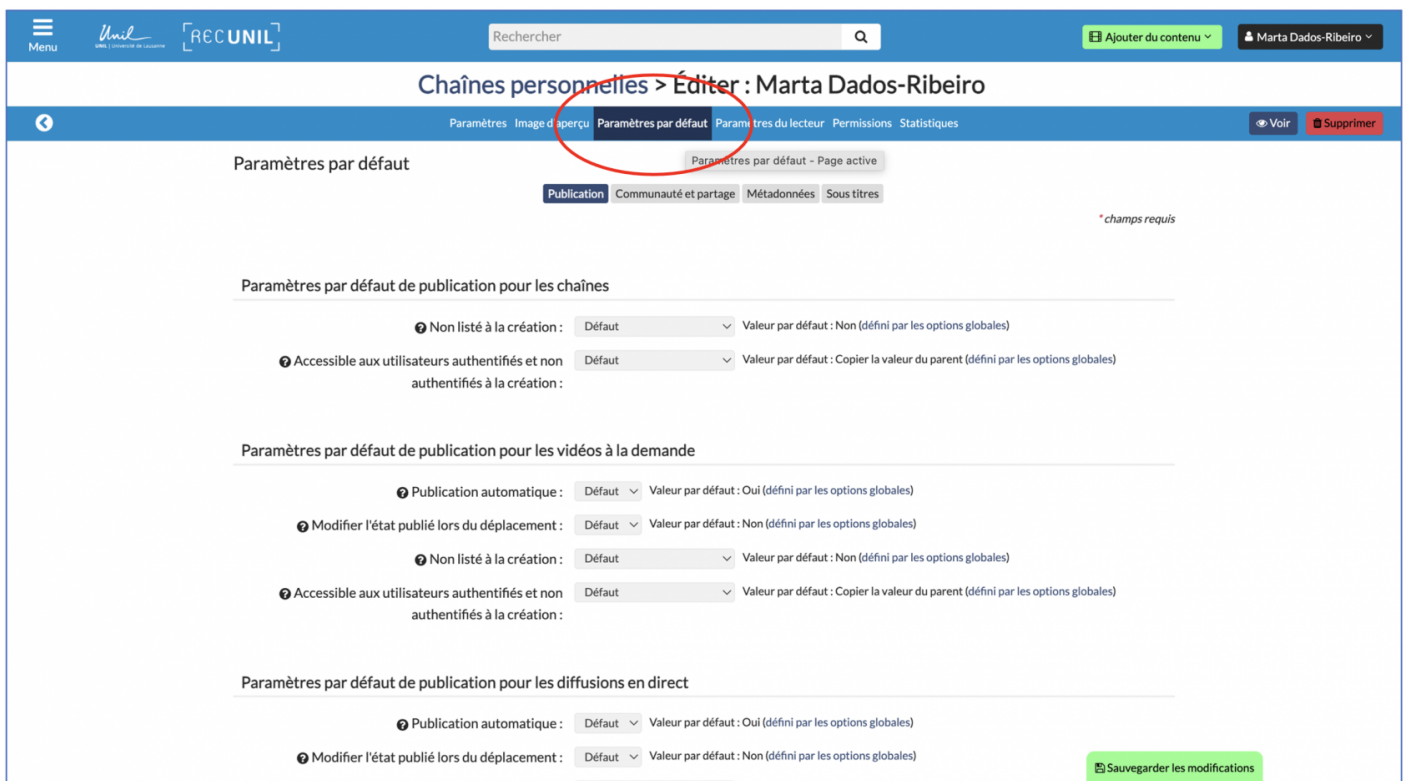 Menu
Unil
UNIL | Université de Lausanne
RECUNIL
Rechercher
Ajouter du contenu
Marta Dados-Ribeiro
Chaînes personnelles > Éditer : Marta Dados-Ribeiro
Paramètres Image d'aperçu Paramètres par défaut Paramètres du lecteur Permissions Statistiques
Voir
Supprimer
Paramètres par défaut
Paramètres par défaut - Page active
Publication Communauté et partage Métadonnées Sous titres
* champs requis
Paramètres par défaut de publication pour les chaînes
Non listé à la création : Défaut Valeur par défaut : Non (défini par les options globales)
Accessible aux utilisateurs authentifiés et non Défaut Valeur par défaut : Copier la valeur du parent (défini par les options globales)
authentifiés à la création :
Paramètres par défaut de publication pour les vidéos à la demande
Publication automatique : Défaut Valeur par défaut : Oui (défini par les options globales)
Modifier l'état publié lors du déplacement : Défaut Valeur par défaut : Non (défini par les options globales)
Non listé à la création : Défaut Valeur par défaut : Non (défini par les options globales)
Accessible aux utilisateurs authentifiés et non Défaut Valeur par défaut : Copier la valeur du parent (défini par les options globales)
authentifiés à la création :
Paramètres par défaut de publication pour les diffusions en direct
Publication automatique : Défaut Valeur par défaut : Oui (défini par les options globales)
Modifier l'état publié lors du déplacement : Défaut Valeur par défaut : Non (défini par les options globales)
Sauvegarder les modifications